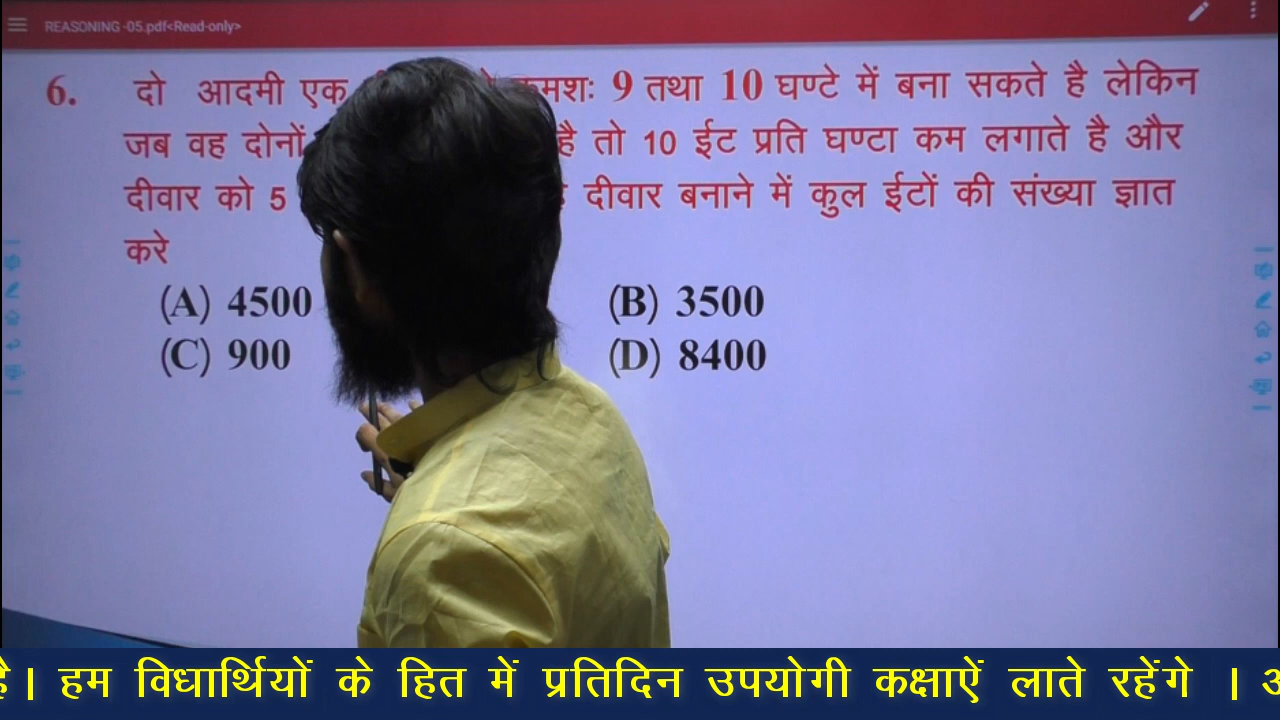 REASONING -05.pdf<Read-only>
6. दो आदमी एक क्रमशः 9 तथा 10 घण्टे में बना सकते है लेकिन
जब वह दोनों है तो 10 ईट प्रति घण्टा कम लगाते है और
दीवार को 5 दीवार बनाने में कुल ईटों की संख्या ज्ञात
करे
(A) 4500 (B) 3500
(C) 900 (D) 8400
है। हम विधार्थियों के हित में प्रतिदिन उपयोगी कक्षाऐं लाते रहेंगे ।